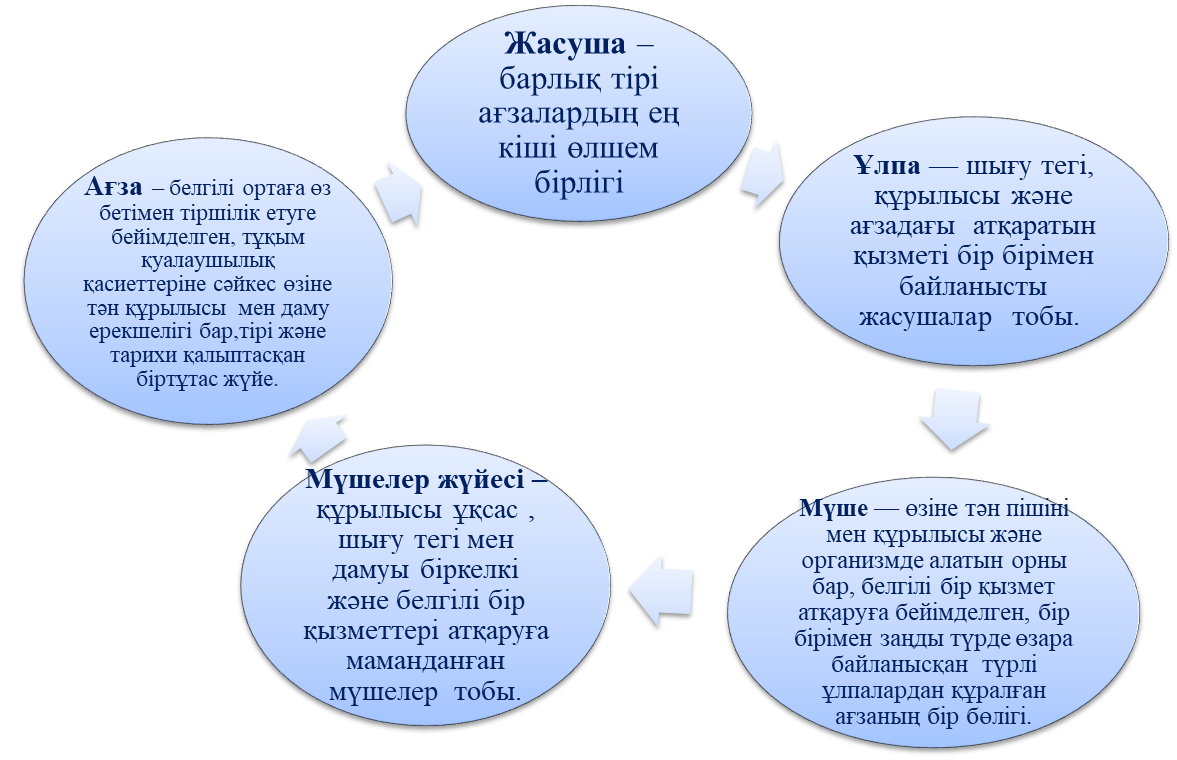 Жасуша –
барлық тірі
ағзалардың ең
кіші өлшем
бірлігі
Ұлпа — шығу тегі,
құрылысы және
ағзадағы атқаратын
қызметі бір бірімен
байланысты
жасушалар тобы.
Мүше — өзіне тән пішіні
мен құрылысы және
организмде алатын орны
бар, белгілі бір қызмет
атқаруға бейімделген, бір
бірімен заңды түрде өзара
байланысқан түрлі
ұлпалардан құралған
ағзаның бір бөлігі.
Мүшелер жүйесі –
құрылысы ұқсас ,
шығу тегі мен
дамуы біркелкі
және белгілі бір
қызметтері атқаруға
маманданған
мүшелер тобы.
Ағза – белгілі ортаға өз
бетімен тіршілік етуге
бейімделген, тұқым
қуалаушылық
қасиеттеріне сәйкес өзіне
тән құрылысы мен даму
ерекшелігі бар,тірі және
тарихи қалыптасқан
біртұтас жүйе.